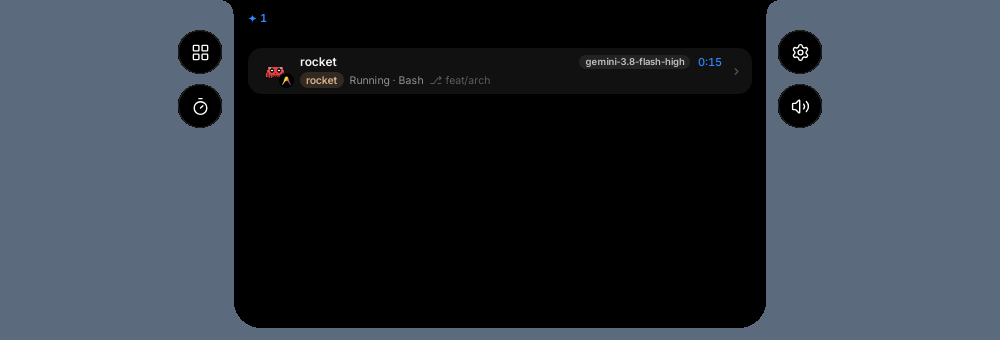 ✦ 1
rocket
gemini-3.8-flash-high 0:15
rocket Running · Bash ⎇ feat/arch